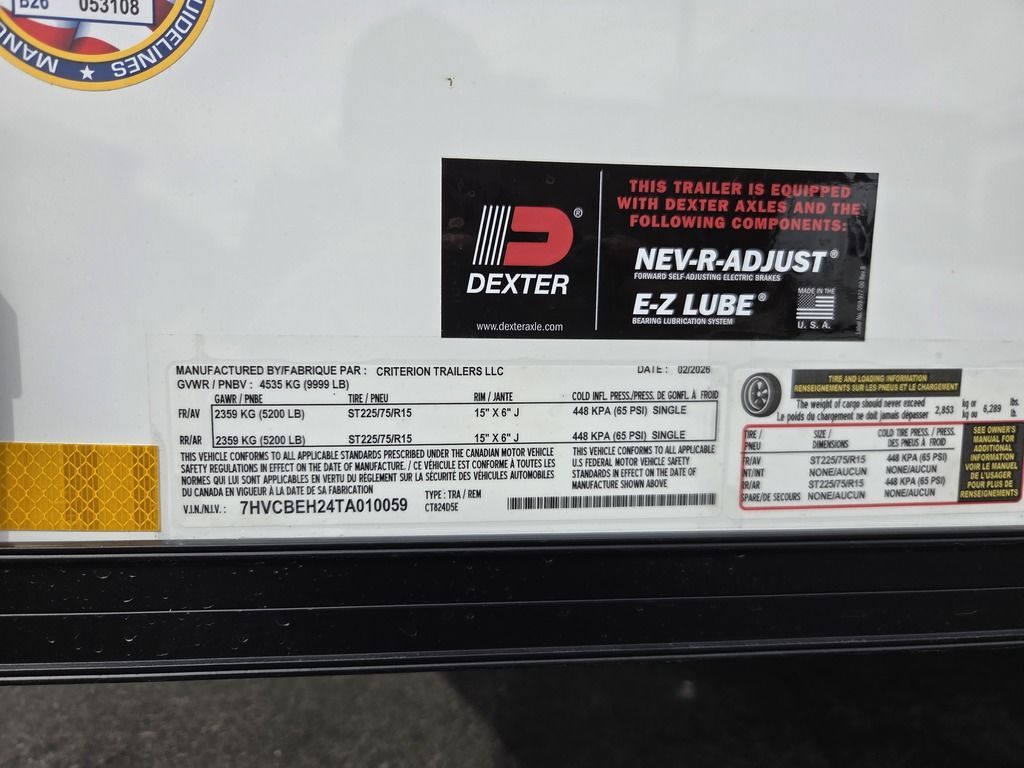 B26 053108
MANU
GUIDELINES
THIS TRAILER IS EQUIPPED
WITH DEXTER AXLES AND THE
FOLLOWING COMPONENTS:
DEXTER®
www.dexteraxle.com
NEV-R-ADJUST®
FORWARD SELF-ADJUSTING ELECTRIC BRAKES
E-Z LUBE®
BEARING LUBRICATION SYSTEM
MADE IN THE
U. S. A.
MANUFACTURED BY/FABRIQUE PAR : CRITERION TRAILERS LLC DATE : 02/2026
GVWR / PNBV : 4535 KG (9999 LB)
GAWR / PNBE TIRE / PNEU RIM / JANTE COLD INFL. PRESS./PRESS. DE GONFL. À FROID
FR/AV 2359 KG (5200 LB) ST225/75/R15 15" X 6" J 448 KPA (65 PSI) SINGLE
RR/AR 2359 KG (5200 LB) ST225/75/R15 15" X 6" J 448 KPA (65 PSI) SINGLE
THIS VEHICLE CONFORMS TO ALL APPLICABLE STANDARDS PRESCRIBED UNDER THE CANADIAN MOTOR VEHICLE
SAFETY REGULATIONS IN EFFECT ON THE DATE OF MANUFACTURE. / CE VÉHICULE EST CONFORME A TOUTES LES
NORMES QUI LUI SONT APPLICABLES EN VERTU DU RÈGLEMENT SUR LA SÉCURITÉ DES VÉHICULES AUTOMOBILES
DU CANADA EN VIGUEUR À LA DATE DE SA FABRICATION
THIS VEHICLE CONFORMS TO ALL APPLICABLE
U.S FEDERAL MOTOR VEHICLE SAFETY
STANDARDS IN EFFECT ON THE DATE OF
MANUFACTURE SHOWN ABOVE
V.I.N./N.I.V. : 7HVCBEH24TA010059
TYPE : TRA / REM
CT824D5E
TIRE AND LOADING INFORMATION
RENSEIGNEMENTS SUR LES PNEUS ET LE CHARGEMENT
The weight of cargo should never exceed 2,853 kg or 6,289 lbs.
Le poids du chargement ne doit jamais dépasser kg ou lb.
TIRE / SIZE / COLD TIRE PRESS. / PRESS.
PNEU DIMENSIONS DES PNEUS À FROID
FR/AV ST225/75/R15 448 KPA (65 PSI)
INT/INT NONE/AUCUN NONE/AUCUN
RR/AR ST225/75/R15 448 KPA (65 PSI)
SPARE/DE SECOURS NONE/AUCUN NONE/AUCUN
SEE OWNER'S
MANUAL FOR
ADDITIONAL
INFORMATION
VOIR LE MANUEL
DE L'USAGER
POUR PLUS DE
RENSEIGNEMENTS